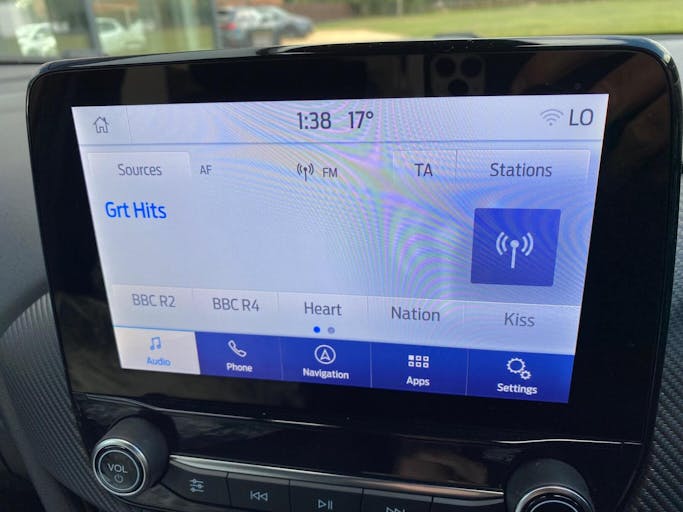 1:38 17° LO
Sources AF FM TA Stations
Grt Hits
BBC R2 BBC R4 Heart Nation Kiss
Audio Phone Navigation Apps Settings
VOL